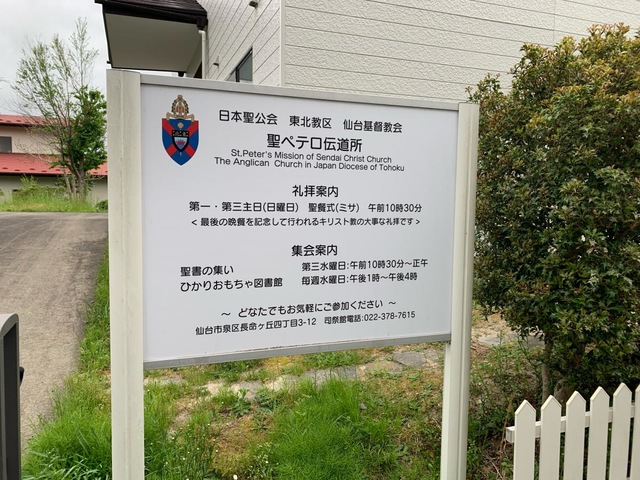 日本聖公会 東北教区 仙台基督教会
聖ペテロ伝道所
St.Peter's Mission of Sendai Christ Church
The Anglican Church in Japan Diocese of Tohoku
礼拝案内
第一・第三主日(日曜日) 聖餐式(ミサ) 午前10時30分
＜最後の晩餐を記念して行われるキリスト教の大事な礼拝です＞
集会案内
聖書の集い 第三水曜日:午前10時30分～正午
ひかりおもちゃ図書館 毎週水曜日:午後1時～午後4時
～ どなたでもお気軽にご参加ください ～
仙台市泉区長命ヶ丘四丁目3-12 司祭館電話:022-378-7615